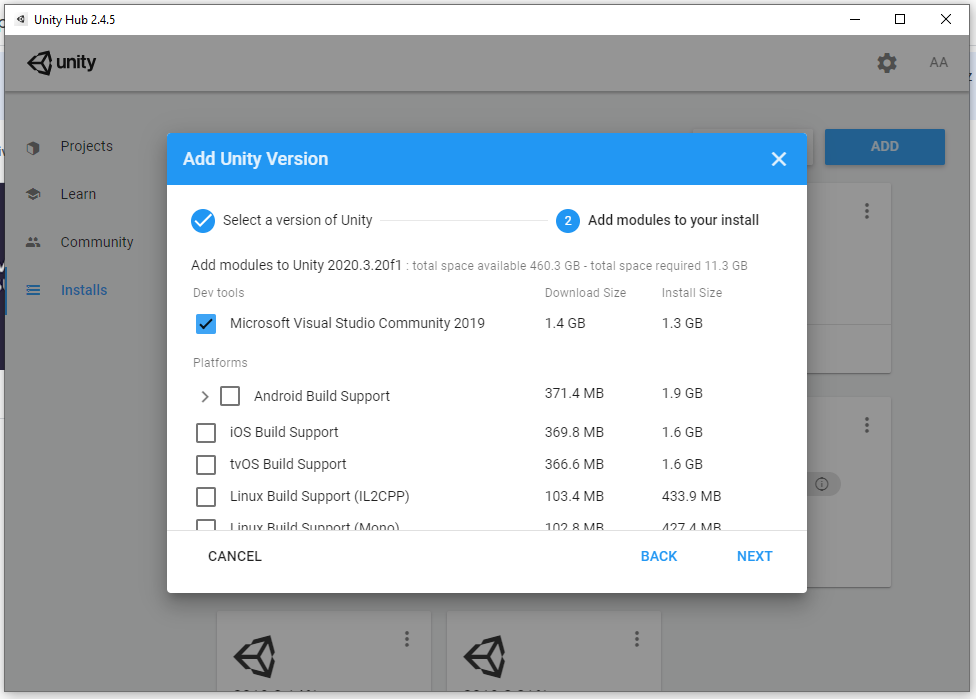 Unity Hub 2.4.5
unity
AA
Projects
Learn
Community
Installs
ADD
Add Unity Version
Select a version of Unity
2
Add modules to your install
Add modules to Unity 2020.3.20f1 : total space available 460.3 GB - total space required 11.3 GB
Dev tools Download Size Install Size
Microsoft Visual Studio Community 2019 1.4 GB 1.3 GB
Platforms
Android Build Support 371.4 MB 1.9 GB
iOS Build Support 369.8 MB 1.6 GB
tvOS Build Support 366.6 MB 1.6 GB
Linux Build Support (IL2CPP) 103.4 MB 433.9 MB
Linux Build Support (Mono) 102.8 MB 427.4 MB
CANCEL BACK NEXT